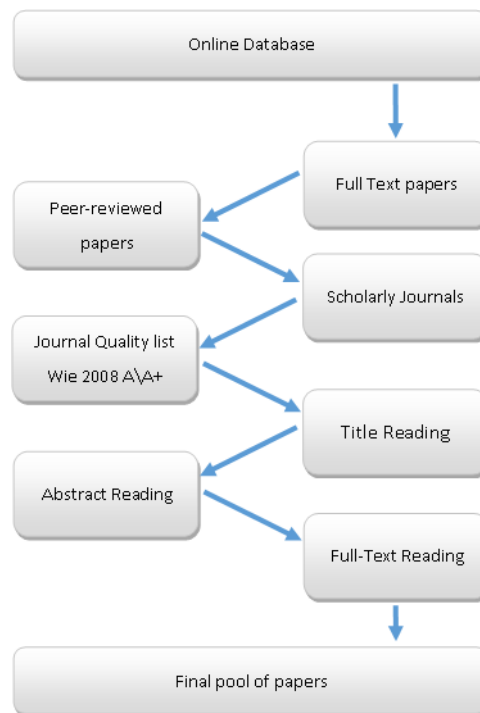 Online Database
Full Text papers
Peer-reviewed
papers
Scholarly Journals
Journal Quality list
Wie 2008 A\A+
Title Reading
Abstract Reading
Full-Text Reading
Final pool of papers